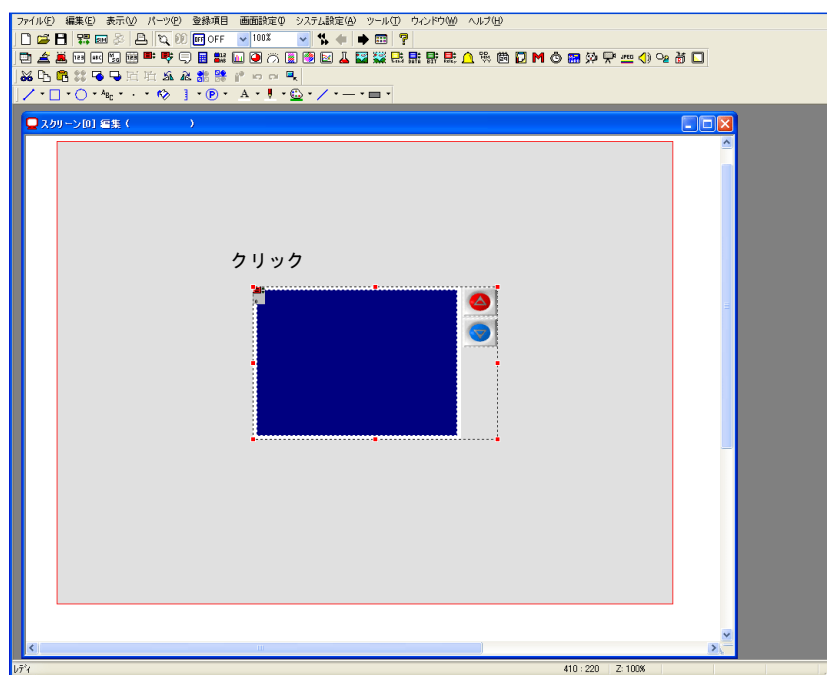 ファイル(F) 編集(E) 表示(V) パーツ(P) 登録項目 画面設定(I) システム設定(A) ツール(T) ウィンドウ(W) ヘルプ(H)
OFF OFF 100%
スクリーン[0] 編集 ( )
クリック
レディ 410 : 220 Z: 100%